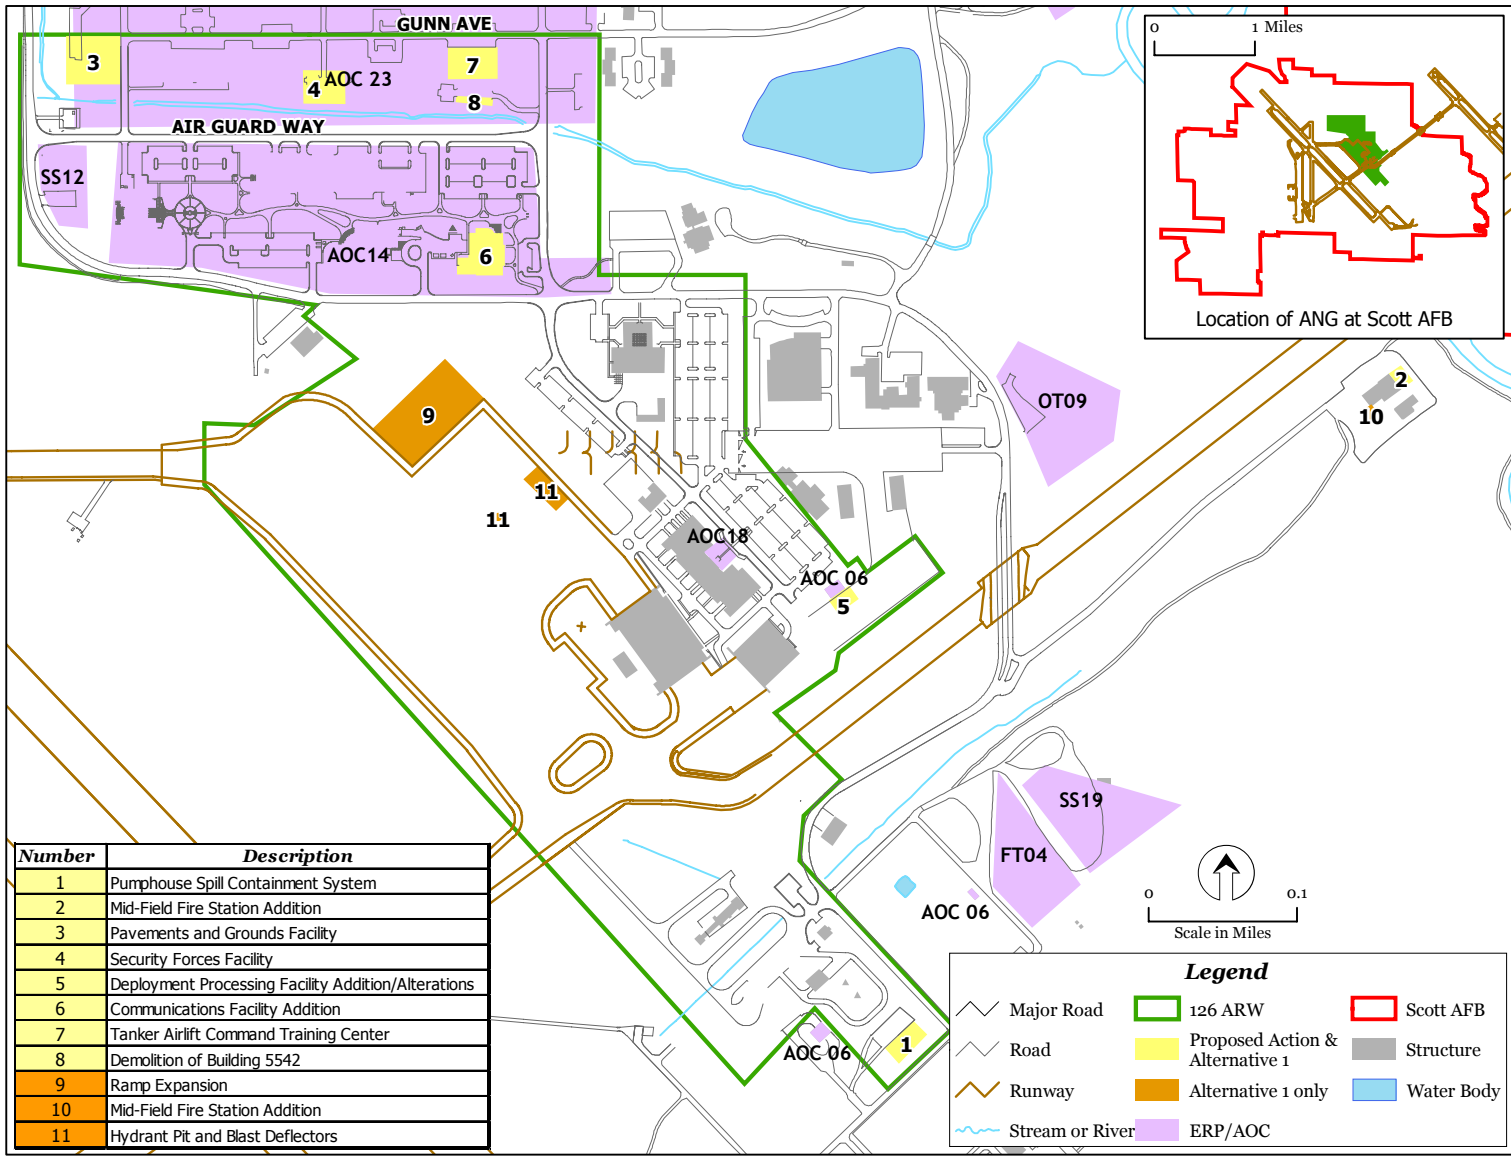 GUNN AVE
3
4
AOC 23
7
8
AIR GUARD WAY
SS12
AOC14
6
0
1 Miles
Location of ANG at Scott AFB
9
11
11
OT09
2
10
AOC18
AOC 06
5
SS19
FT04
AOC 06
AOC 06
1
0
0.1
Scale in Miles
Number Description
1 Pumphouse Spill Containment System
2 Mid-Field Fire Station Addition
3 Pavements and Grounds Facility
4 Security Forces Facility
5 Deployment Processing Facility Addition/Alterations
6 Communications Facility Addition
7 Tanker Airlift Command Training Center
8 Demolition of Building 5542
9 Ramp Expansion
10 Mid-Field Fire Station Addition
11 Hydrant Pit and Blast Deflectors
Legend
Major Road
Road
Runway
Stream or River
126 ARW
Proposed Action &
Alternative 1
Alternative 1 only
ERP/AOC
Scott AFB
Structure
Water Body